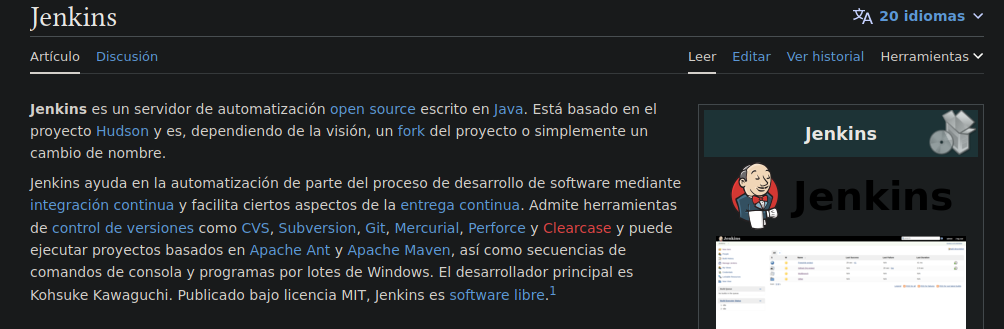 Jenkins
20 idiomas
Artículo Discusión
Leer Editar Ver historial Herramientas
Jenkins es un servidor de automatización open source escrito en Java. Está basado en el
proyecto Hudson y es, dependiendo de la visión, un fork del proyecto o simplemente un
cambio de nombre.
Jenkins ayuda en la automatización de parte del proceso de desarrollo de software mediante
integración continua y facilita ciertos aspectos de la entrega continua. Admite herramientas
de control de versiones como CVS, Subversion, Git, Mercurial, Perforce y Clearcase y puede
ejecutar proyectos basados en Apache Ant y Apache Maven, así como secuencias de
comandos de consola y programas por lotes de Windows. El desarrollador principal es
Kohsuke Kawaguchi. Publicado bajo licencia MIT, Jenkins es software libre.1
Jenkins
Jenkins
Jenkins